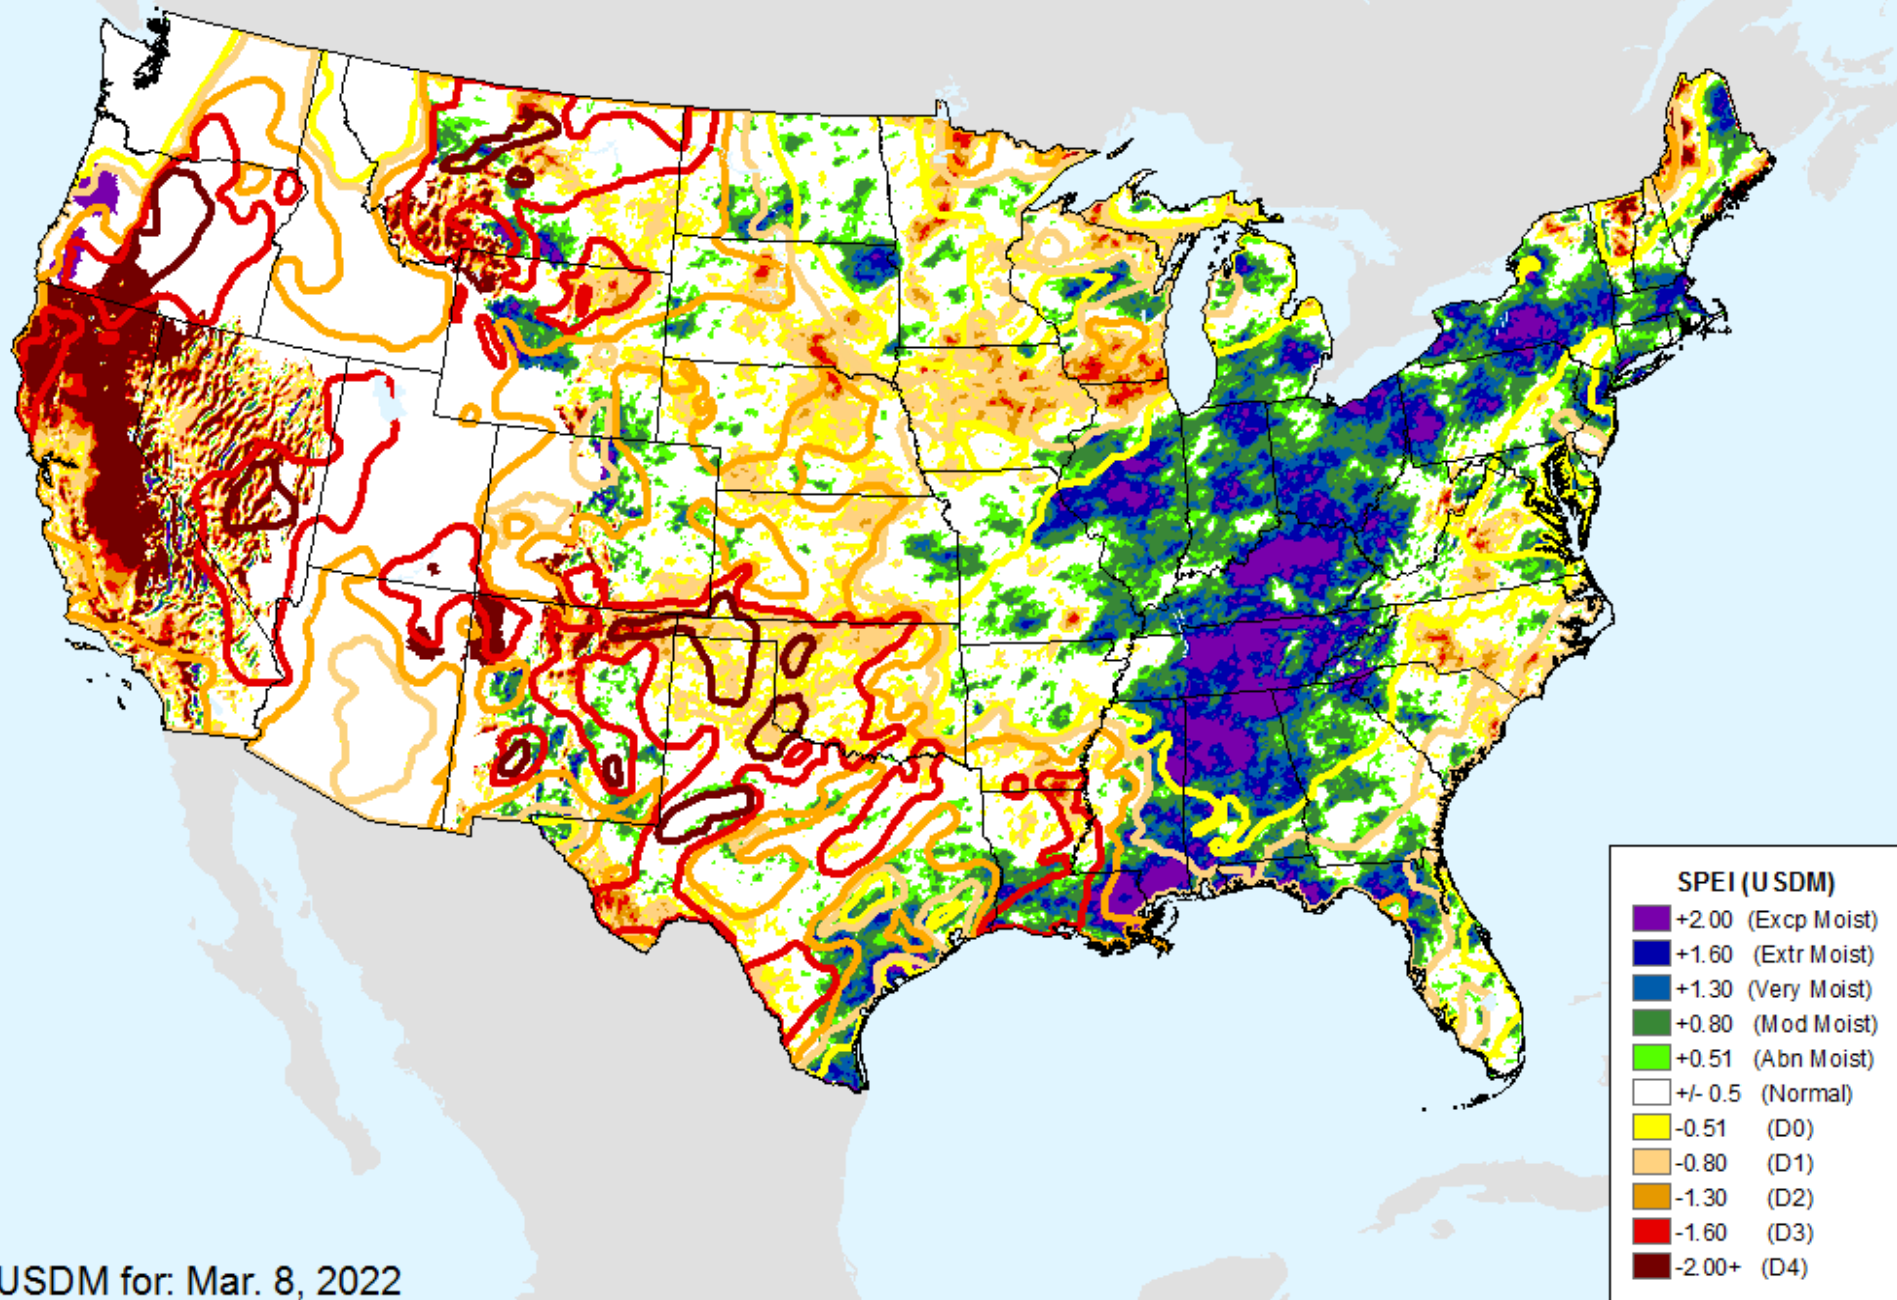 SPEI (USDM)
+2.00 (Excp Moist)
+1.60 (Extr Moist)
+1.30 (Very Moist)
+0.80 (Mod Moist)
+0.51 (Abn Moist)
+/- 0.5 (Normal)
-0.51 (D0)
-0.80 (D1)
-1.30 (D2)
-1.60 (D3)
-2.00+ (D4)
USDM for: Mar. 8, 2022